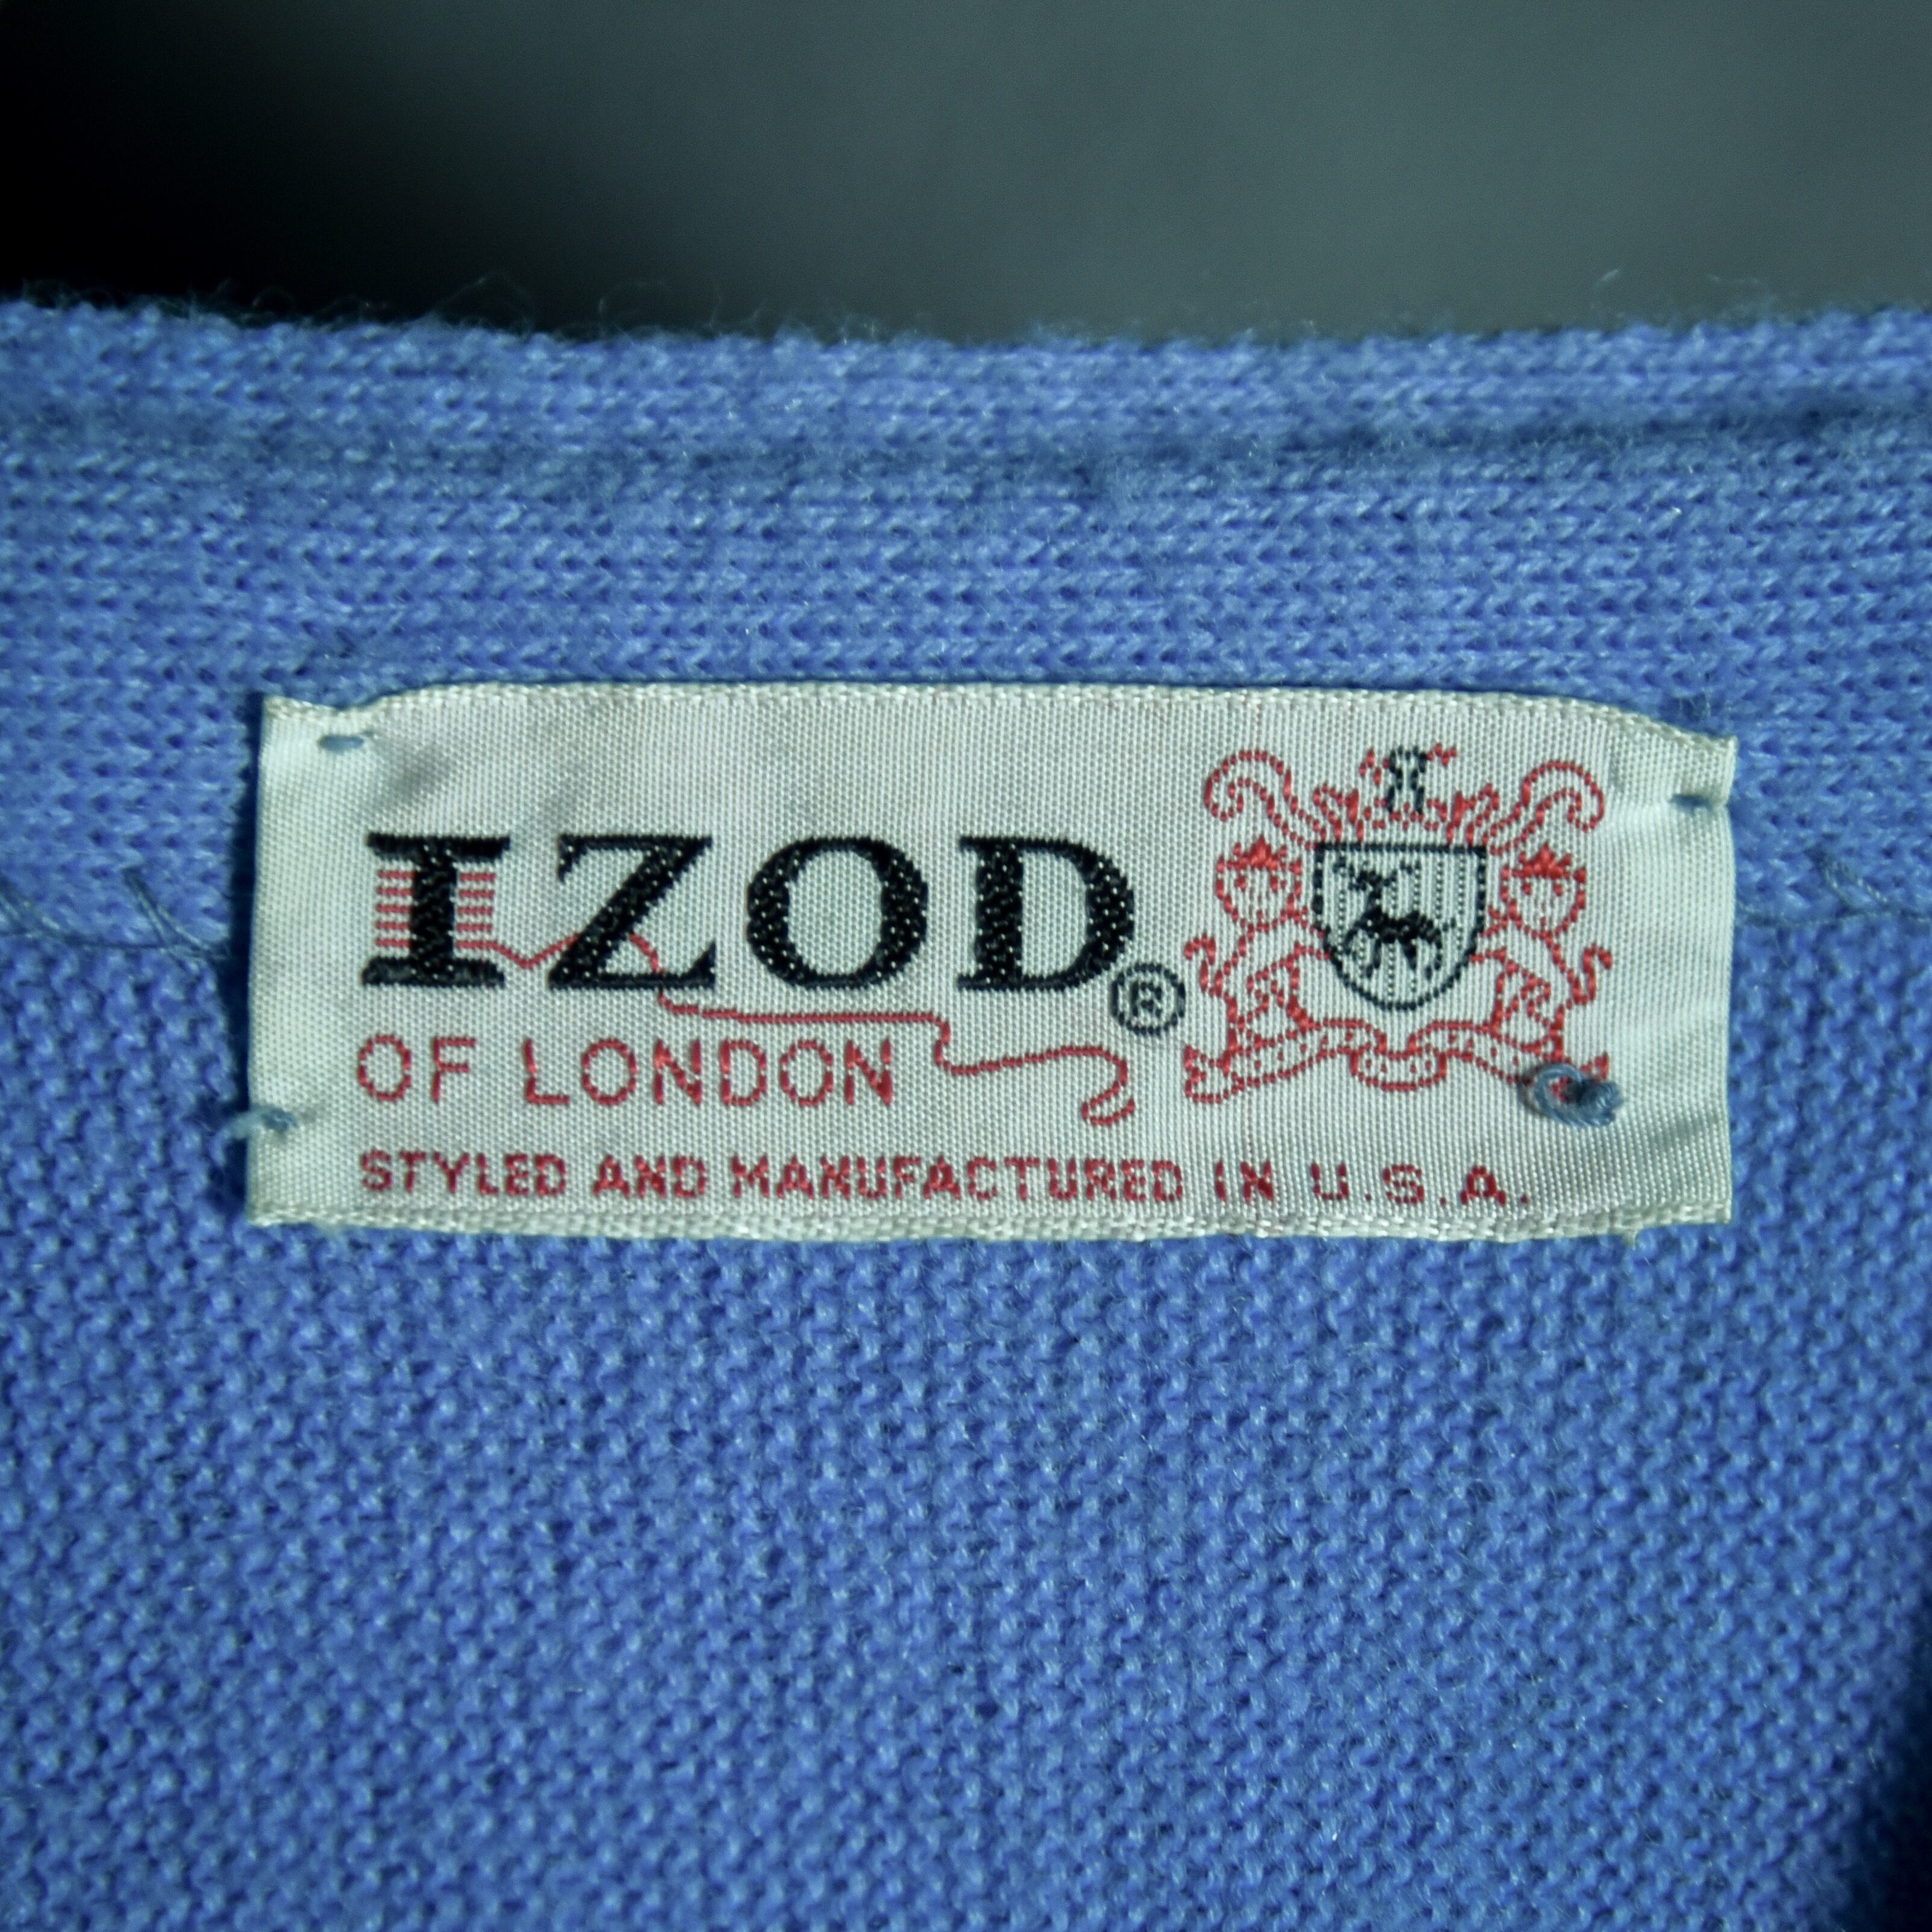 IZOD®
OF LONDON
STYLED AND MANUFACTURED IN U.S.A.